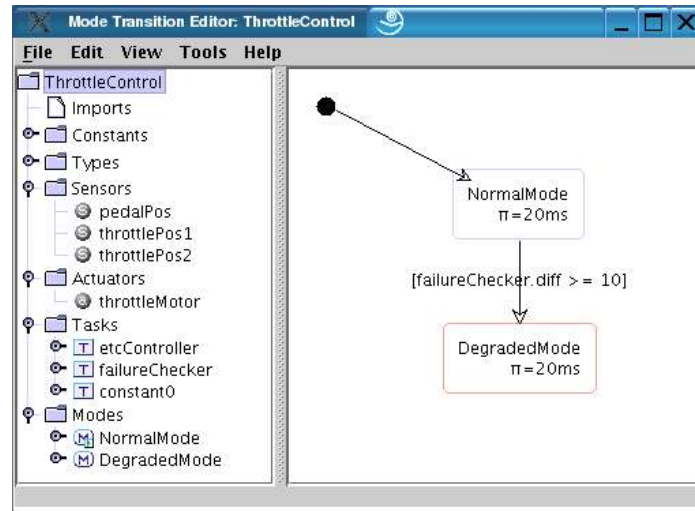 Mode Transition Editor: ThrottleControl
File Edit View Tools Help
ThrottleControl
Imports
Constants
Types
Sensors
S pedalPos
S throttlePos1
S throttlePos2
Actuators
a throttleMotor
Tasks
T etcController
T failureChecker
T constant0
Modes
M NormalMode
M DegradedMode
NormalMode
π=20ms
[failureChecker.diff >= 10]
DegradedMode
π=20ms